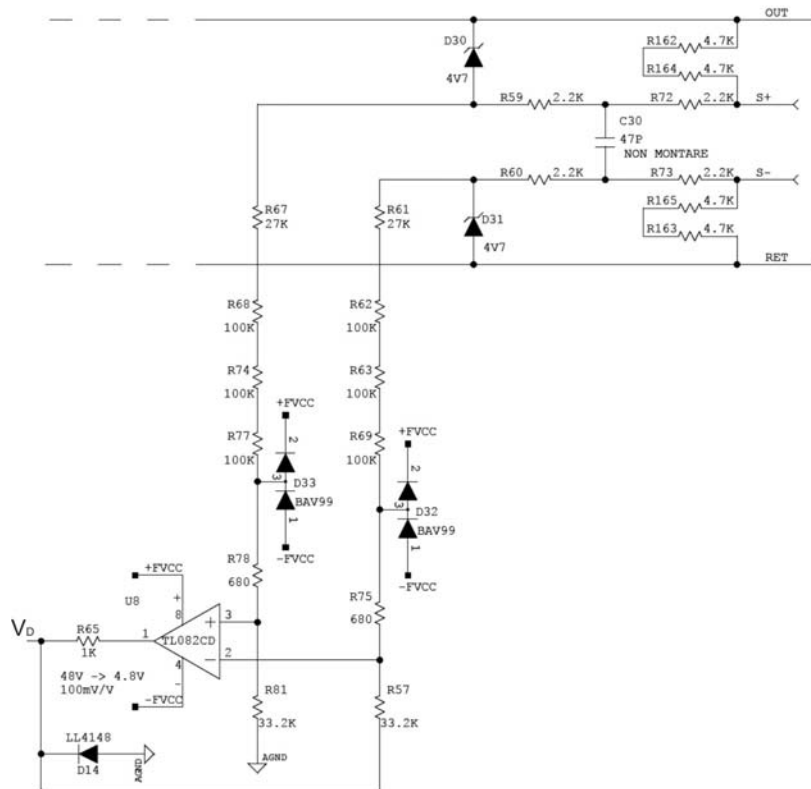 OUT
D30
4V7
R162 4.7K
R164 4.7K
R59 2.2K
R72 2.2K
S+
C30
47P
NON MONTARE
R60 2.2K
R73 2.2K
S-
R67
27K
R61
27K
D31
4V7
R165 4.7K
R163 4.7K
RET
R68
100K
R62
100K
R74
100K
R63
100K
+FVCC
R77
100K
2
3
D33
BAV99
1
-FVCC
+FVCC
R69
100K
2
3
D32
BAV99
1
-FVCC
R78
680
R75
680
+FVCC
U8
+
8
VD
R65
1K
1
TL082CD
+
3
-
2
4
-
48V -> 4.8V
100mV/V
-FVCC
R81
33.2K
R57
33.2K
LL4148
D14
AGND
AGND